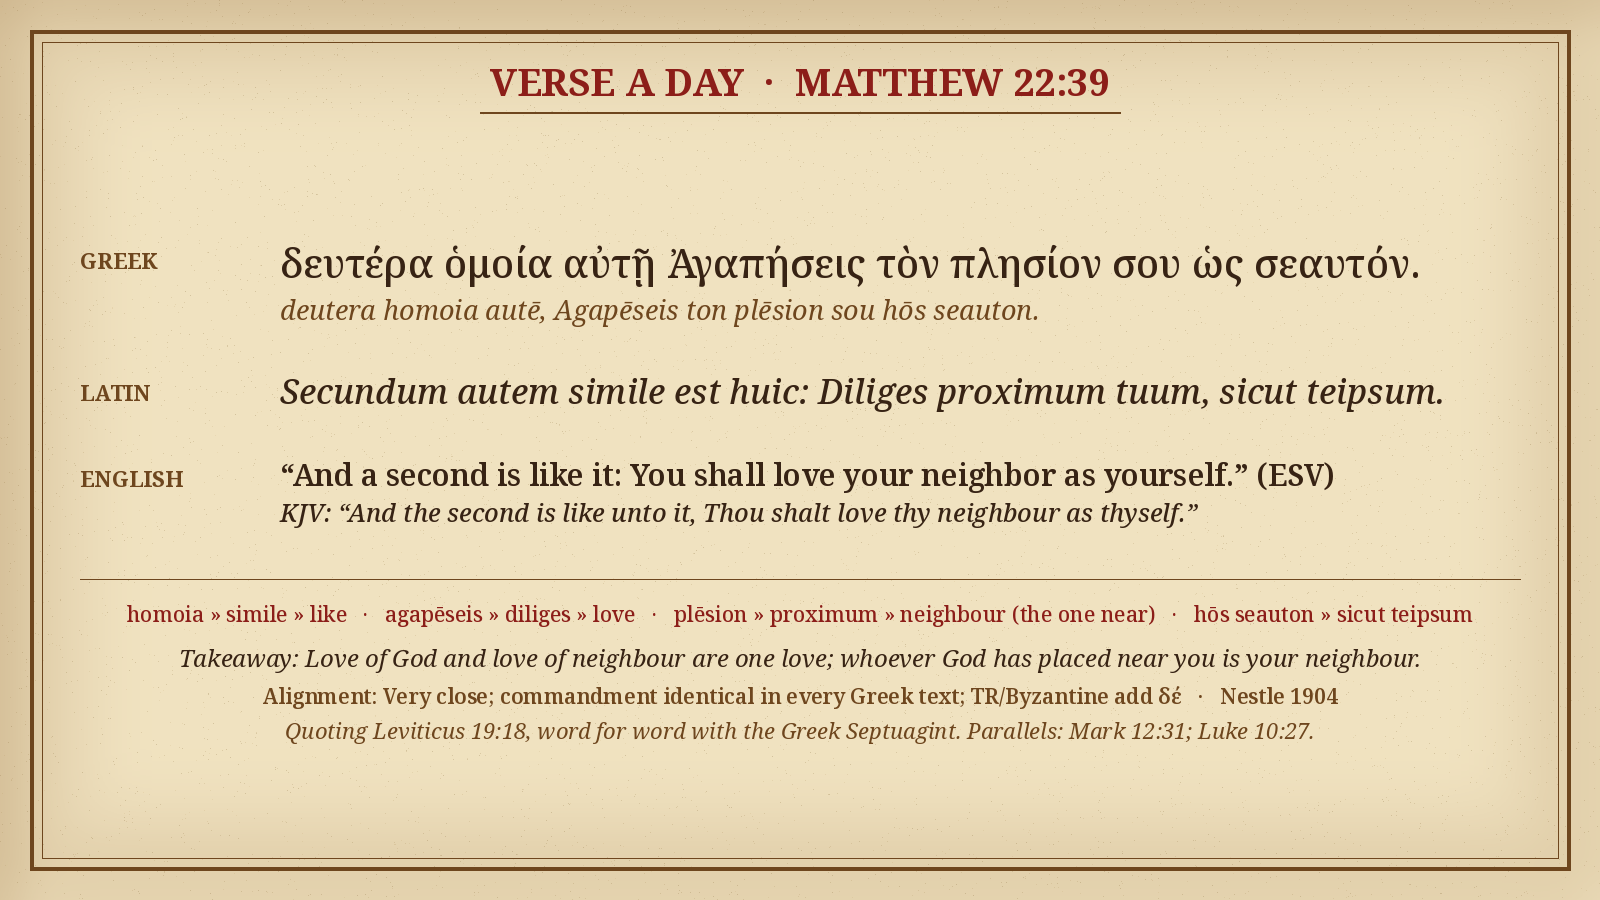 VERSE A DAY · MATTHEW 22:39
GREEK
δευτέρα ὁμοία αὐτῇ Ἀγαπήσεις τὸν πλησίον σου ὡς σεαυτόν.
deutera homoia autē, Agapēseis ton plēsion sou hōs seauton.
LATIN
Secundum autem simile est huic: Diliges proximum tuum, sicut teipsum.
ENGLISH
“And a second is like it: You shall love your neighbor as yourself.” (ESV)
KJV: “And the second is like unto it, Thou shalt love thy neighbour as thyself.”
homoia » simile » like · agapēseis » diliges » love · plēsion » proximum » neighbour (the one near) · hōs seauton » sicut teipsum
Takeaway: Love of God and love of neighbour are one love; whoever God has placed near you is your neighbour.
Alignment: Very close; commandment identical in every Greek text; TR/Byzantine add δέ · Nestle 1904
Quoting Leviticus 19:18, word for word with the Greek Septuagint. Parallels: Mark 12:31; Luke 10:27.